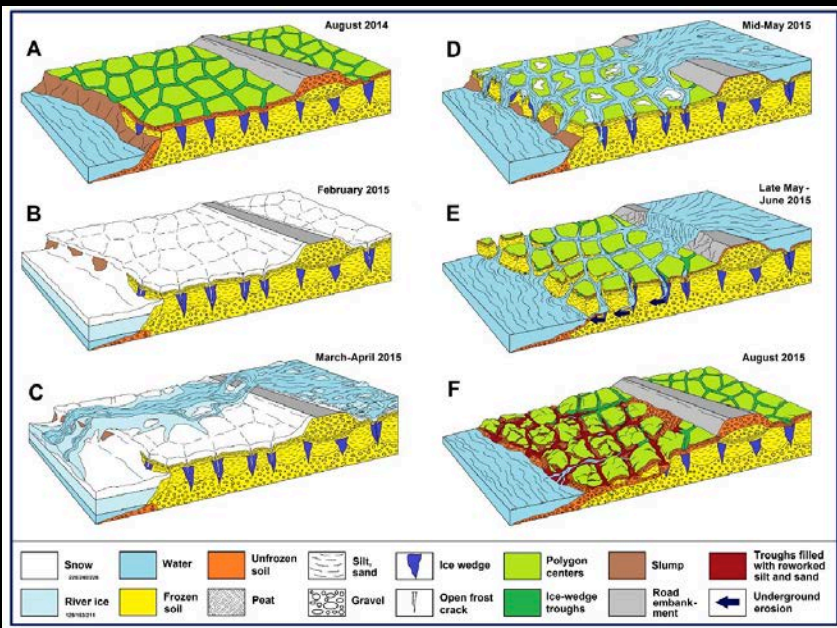 August 2014
A
February 2015
B
March-April 2015
C
Mid-May 2015
D
Late May -
June 2015
E
August 2015
F
Snow
Water
Unfrozen
soil
Silt,
sand
Ice wedge
Polygon
centers
Slump
Troughs filled
with reworked
silt and sand
River ice
Frozen
soil
Peat
Gravel
Open frost
crack
Ice-wedge
troughs
Road
embank-
ment
Underground
erosion